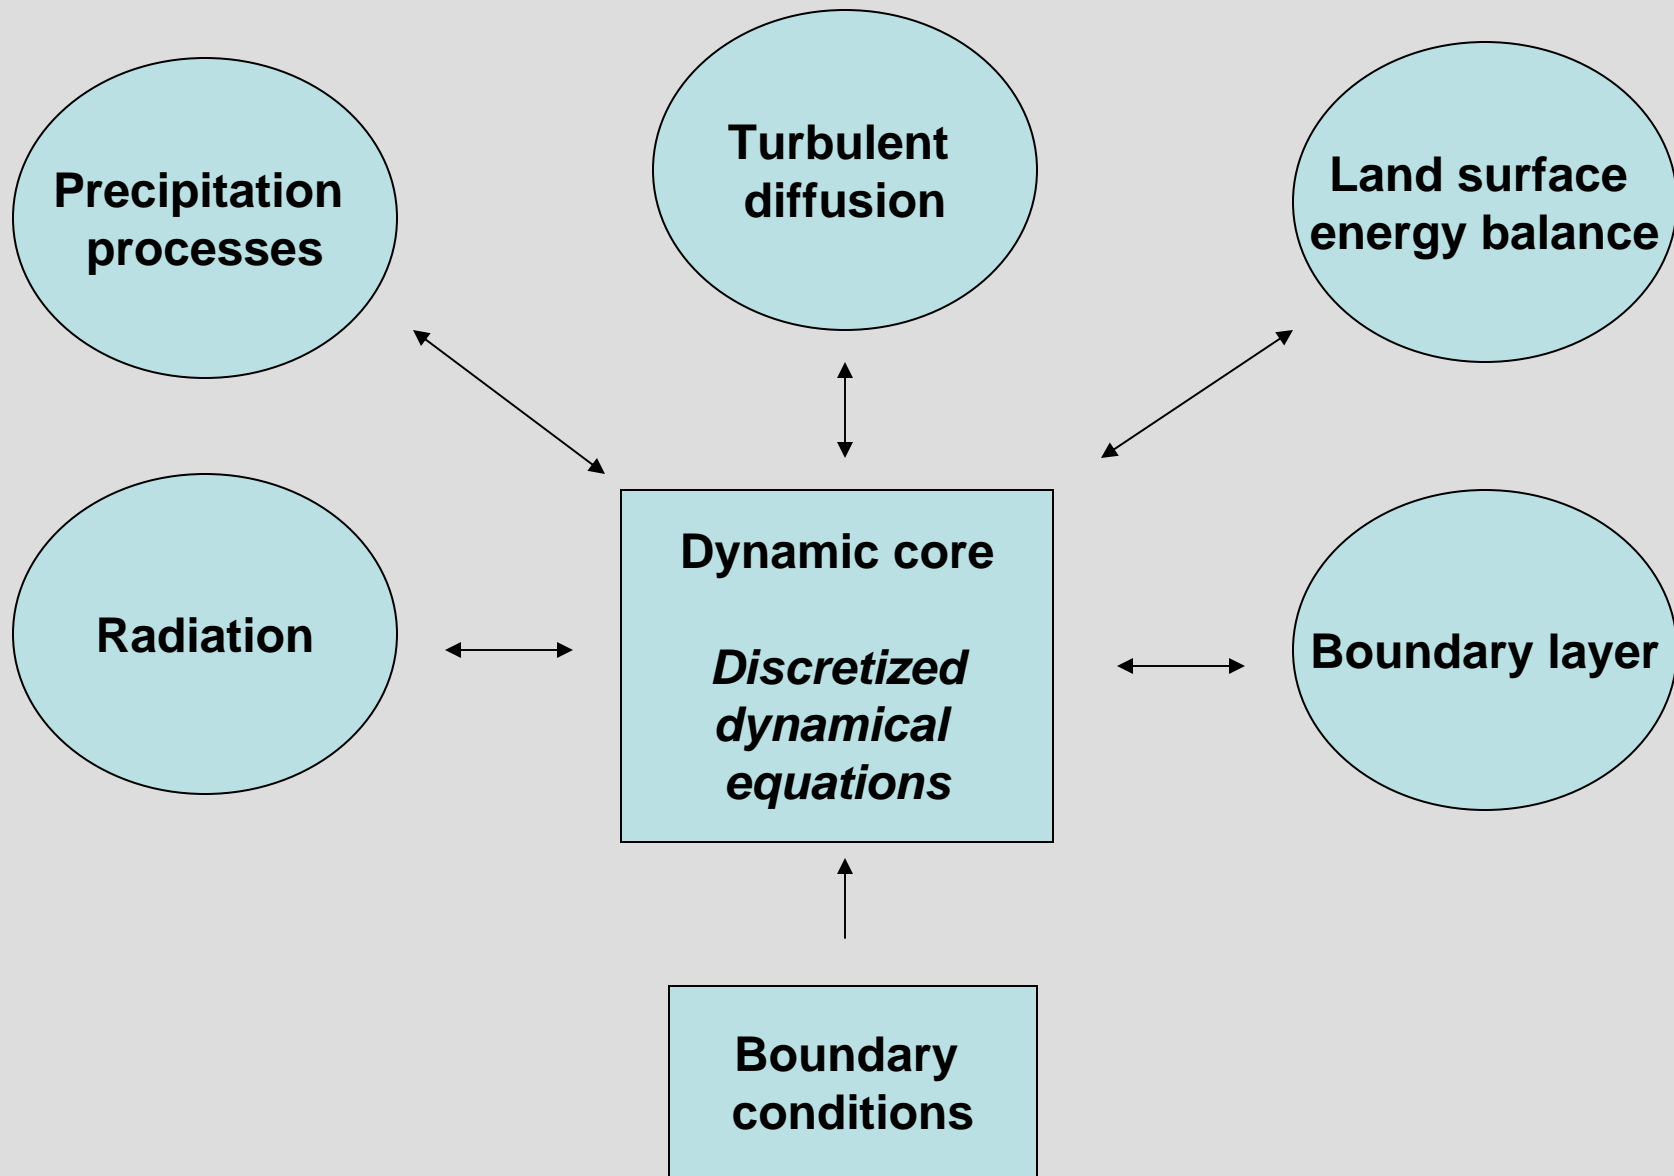 Precipitation
processes
Turbulent
diffusion
Land surface
energy balance
Radiation
Dynamic core
Discretized
dynamical
equations
Boundary layer
Boundary
conditions